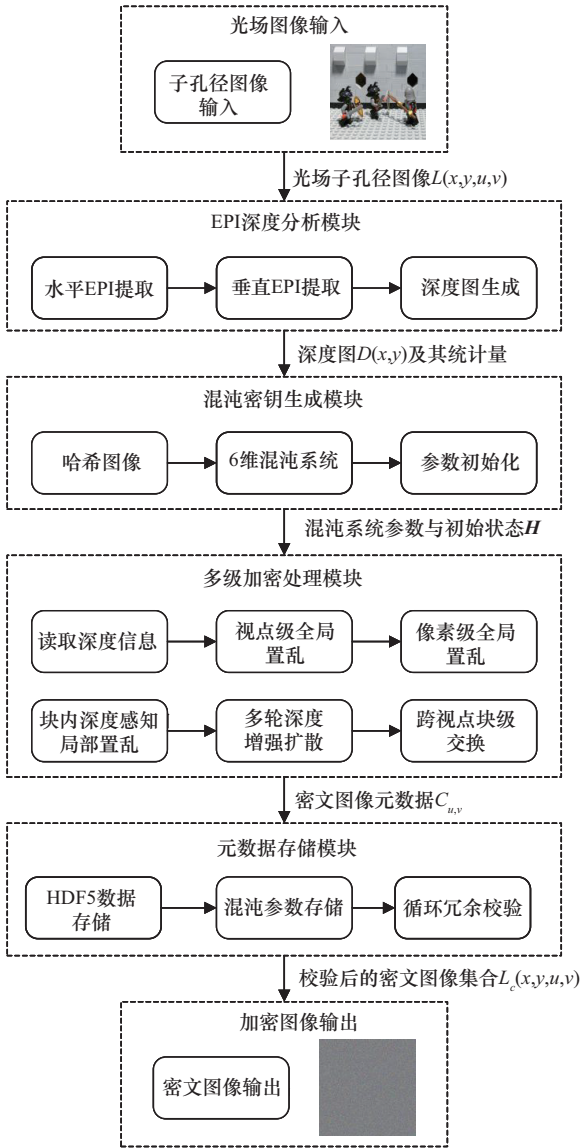 光场图像输入
子孔径图像
输入
光场子孔径图像L(x,y,u,v)
EPI深度分析模块
水平EPI提取
垂直EPI提取
深度图生成
深度图D(x,y)及其统计量
混沌密钥生成模块
哈希图像
6维混沌系统
参数初始化
混沌系统参数与初始状态H
多级加密处理模块
读取深度信息
视点级全局
置乱
像素级全局
置乱
块内深度感知
局部置乱
多轮深度
增强扩散
跨视点块级
交换
密文图像元数据C_{u,v}
元数据存储模块
HDF5数据
存储
混沌参数存储
循环冗余校验
校验后的密文图像集合L_c(x,y,u,v)
加密图像输出
密文图像输出